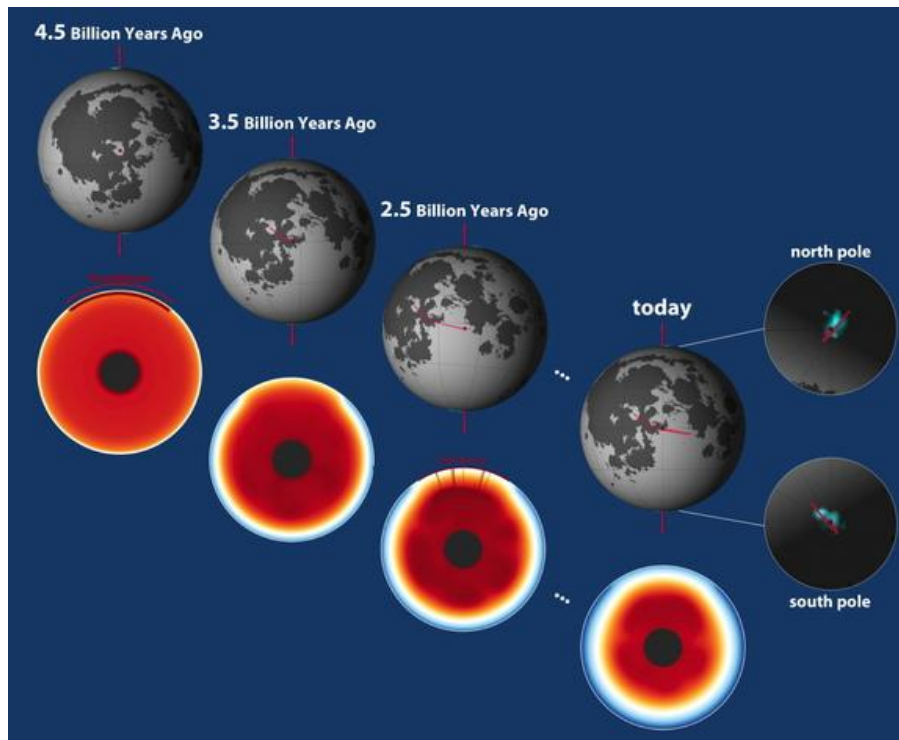 4.5 Billion Years Ago
3.5 Billion Years Ago
2.5 Billion Years Ago
today
north pole
south pole